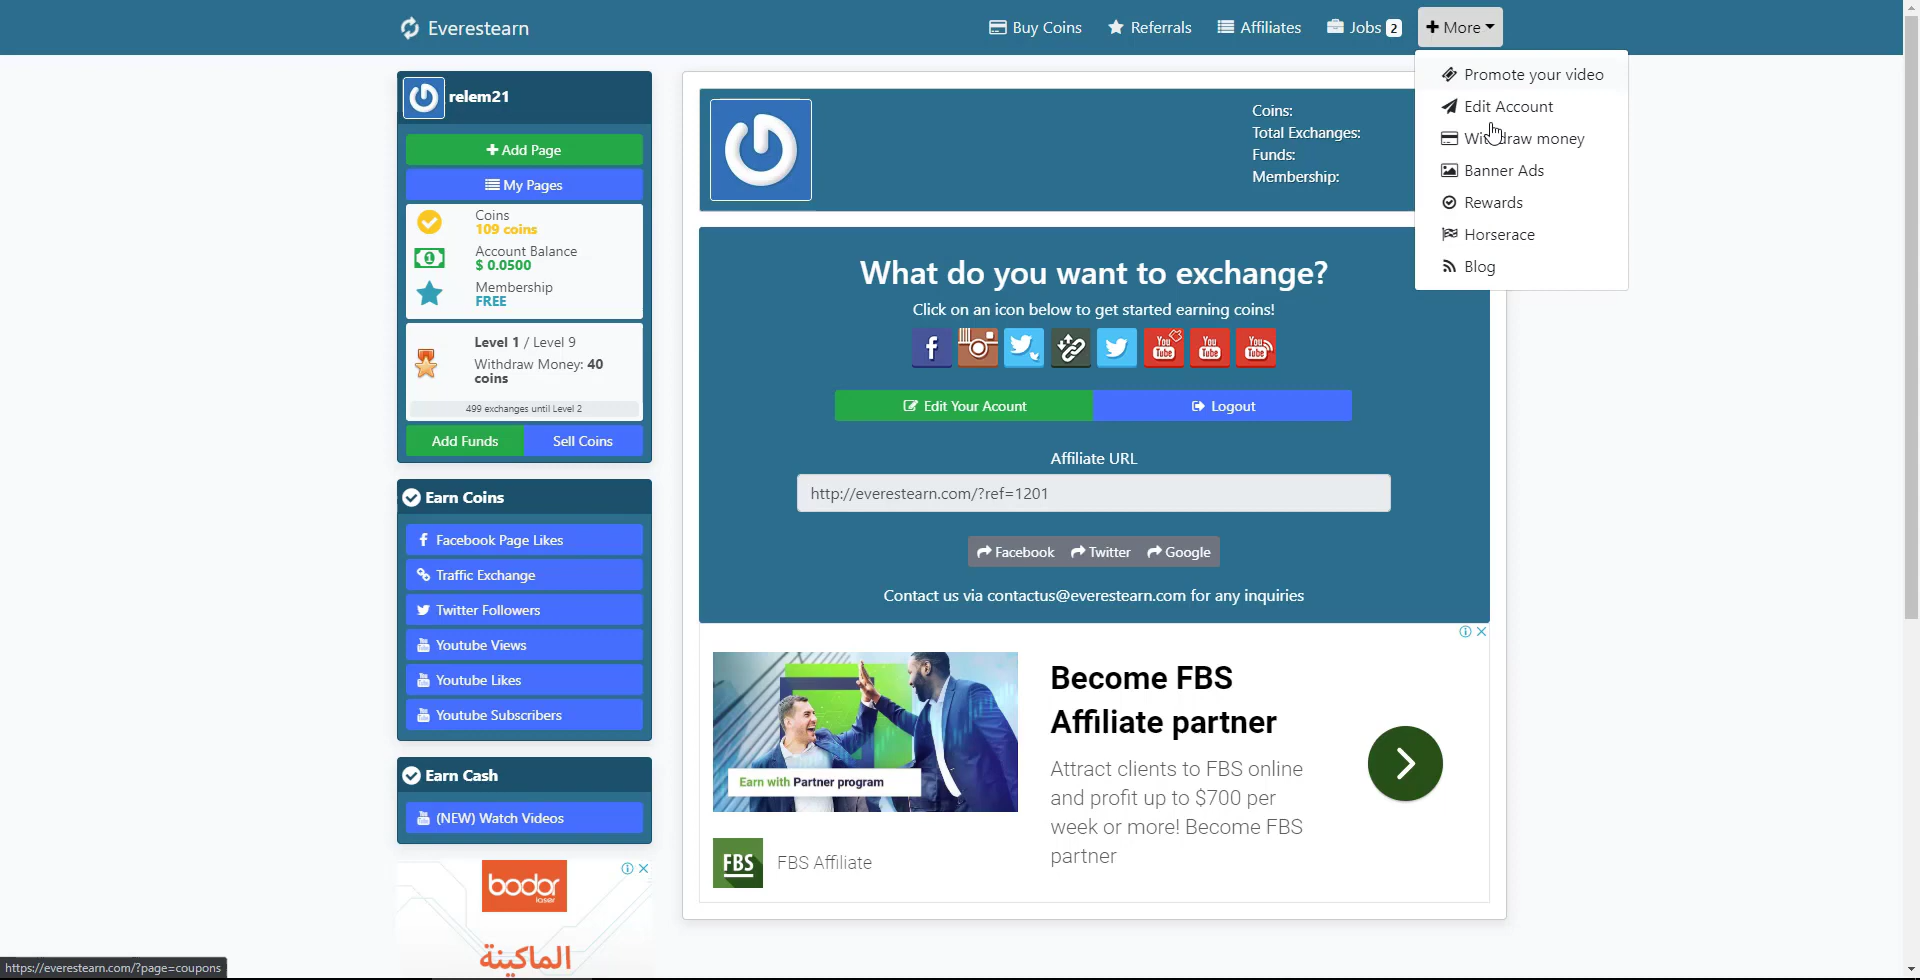 Everestearn
Buy Coins
Referrals
Affiliates
Jobs 2
More
Promote your video
Edit Account
Withdraw money
Banner Ads
Rewards
Horserace
Blog
relem21
Add Page
My Pages
Coins
109 coins
Account Balance
$ 0.0500
Membership
FREE
Level 1 / Level 9
Withdraw Money: 40
coins
499 exchanges until Level 2
Add Funds
Sell Coins
Earn Coins
Facebook Page Likes
Traffic Exchange
Twitter Followers
Youtube Views
Youtube Likes
Youtube Subscribers
Earn Cash
(NEW) Watch Videos
bodor
laser
الماكينة
Coins:
Total Exchanges:
Funds:
Membership:
What do you want to exchange?
Click on an icon below to get started earning coins!
You Tube
You Tube
You Tube
Edit Your Acount
Logout
Affiliate URL
http://everestearn.com/?ref=1201
Facebook
Twitter
Google
Contact us via contactus@everestearn.com for any inquiries
Earn with Partner program
FBS
FBS Affiliate
Become FBS
Affiliate partner
Attract clients to FBS online
and profit up to $700 per
week or more! Become FBS
partner
https://everestearn.com/?page=coupons